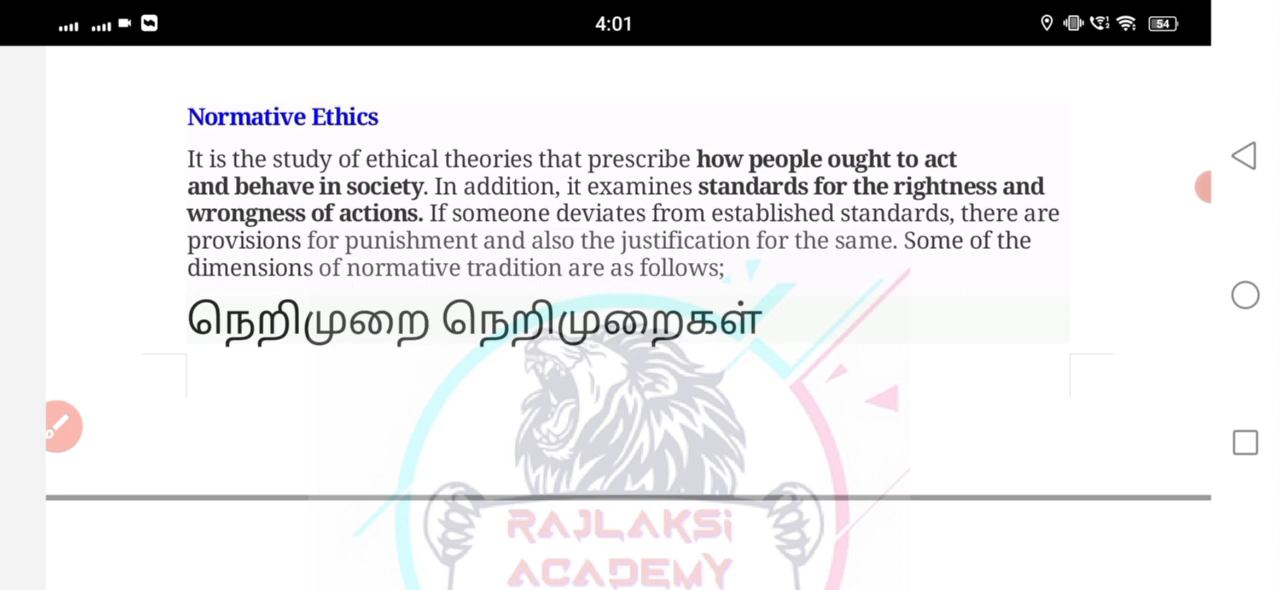 4:01
54
Normative Ethics
It is the study of ethical theories that prescribe how people ought to act
and behave in society. In addition, it examines standards for the rightness and
wrongness of actions. If someone deviates from established standards, there are
provisions for punishment and also the justification for the same. Some of the
dimensions of normative tradition are as follows;
நெறிமுறை நெறிமுறைகள்
RAJLAKSi
ACADEMY